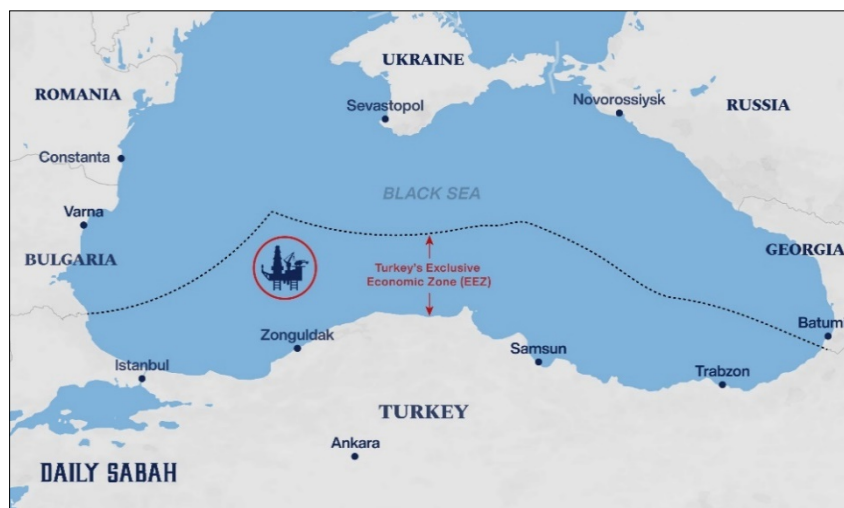 UKRAINE
ROMANIA
Sevastopol
Novorossiysk
RUSSIA
Constanta
BLACK SEA
Varna
BULGARIA
GEORGIA
Turkey's Exclusive
Economic Zone (EEZ)
Batum
Zonguldak
Samsun
Istanbul
Trabzon
TURKEY
Ankara
DAILY SABAH